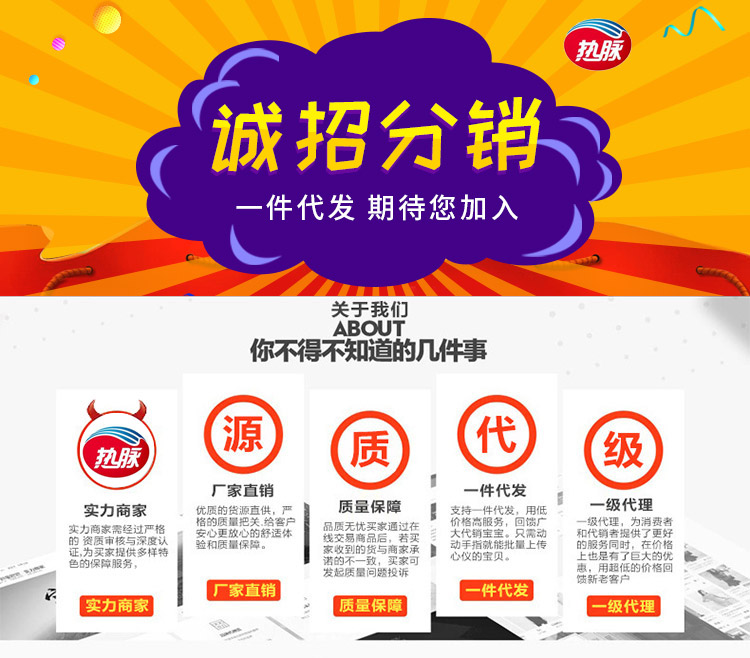 热脉
诚招分销
一件代发 期待您加入
关于我们
ABOUT
你不得不知道的几件事
热脉
实力商家
实力商家需经过严格
的 资质审核与深度认
证,为买家提供多样特
色的保障服务，
实力商家
源
厂家直销
优质的货源直供，严
格的质量把关.给客户
安心更放心的舒适体
验和质量保障。
厂家直销
质
质量保障
品质无忧买家通过在
线交易商品后，若买
家收到的货与商家承
诺的不一致，买家可
发起质量问题投诉
质量保障
代
一件代发
支持一件代发，用低
价格高服务，回馈广
大代销宝宝。只需动
动手指就能批量上传
心仪的宝贝。
一件代发
级
一级代理
一级代理，为消费者
和代销者提供了更好
的服务同时，在价格
上也是有了巨大的优
惠，用超低的价格回
馈新老客户
一级代理